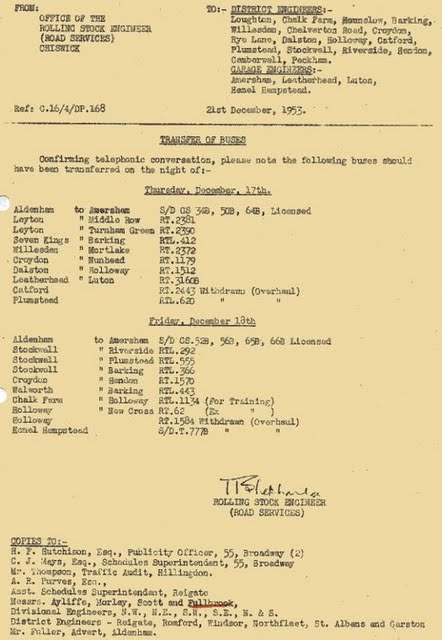 FROM: TO:- DISTRICT ENGINEERS:-
OFFICE OF THE Loughton, Chalk Farm, Hounslow, Barking,
ROLLING STOCK ENGINEER Willesden, Chelverton Road, Croydon,
(ROAD SERVICES) Rye Lane, Dalston, Holloway, Catford,
CHISWICK Plumstead, Stockwell, Riverside, Hendon,
Camberwell, Peckham.
GARAGE ENGINEERS:-
Amersham, Leatherhead, Luton,
Hemel Hempstead.
Ref: C.16/4/DP.168 21st December, 1953.
TRANSFER OF BUSES
Confirming telephonic conversation, please note the following buses should
have been transferred on the night of:-
Thursday, December, 17th.
Aldenham to Amersham S/D GS 34B, 50B, 64B, Licensed
Leyton " Middle Row RT.2381
Leyton " Turnham Green RT.2390
Seven Kings " Barking RTL.412
Willesden " Mortlake RT.2372
Croydon " Nunhead RT.1179
Dalston " Holloway RT.1512
Leatherhead " Luton RT.3160B
Catford RT.2443 Withdrawn (Overhaul)
Plumstead RTL.620 " "
Friday, December 18th
Aldenham to Amersham S/D GS.52B, 56B, 65B, 66B Licensed
Stockwell " Riverside RTL.292
Stockwell " Plumstead RTL.555
Stockwell " Barking RTL.366
Croydon " Hendon RT.1570
Walworth " Barking RTL.443
Chalk Farm " Holloway RTL.1134 (For Training)
Holloway " New Cross RT.62 (Ex " )
Holloway RT.1584 Withdrawn (Overhaul)
Hemel Hempstead S/D.T.777B " "
ROLLING STOCK ENGINEER
(ROAD SERVICES)
COPIES TO:-
H. F. Hutchison, Esq., Publicity Officer, 55, Broadway (2)
C. J. Mays, Esq., Schedules Superintendent, 55, Broadway
Mr. Thompson, Traffic Audit, Hillingdon.
A. R. Purves, Esq.,
Asst. Schedules Superintendent, Reigate
Messrs. Ayliffe, Morley, Scott and Fullbrook,
Divisional Engineers, N.W., N.E., S.W., S.E., N. & S.
District Engineers - Reigate, Romford, Windsor, Northfleet, St. Albans and Garston
Mr. Fuller, Advert, Aldenham.